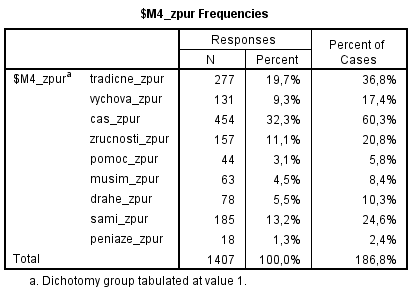 $M4_zpur Frequencies
Responses Percent of Cases
N Percent
$M4_zpurᵃ tradicne_zpur 277 19,7% 36,8%
vychova_zpur 131 9,3% 17,4%
cas_zpur 454 32,3% 60,3%
zrucnosti_zpur 157 11,1% 20,8%
pomoc_zpur 44 3,1% 5,8%
musim_zpur 63 4,5% 8,4%
drahe_zpur 78 5,5% 10,3%
sami_zpur 185 13,2% 24,6%
peniaze_zpur 18 1,3% 2,4%
Total 1407 100,0% 186,8%
a. Dichotomy group tabulated at value 1.